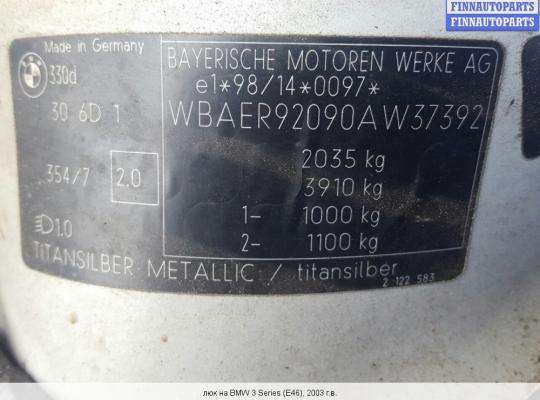 FINNAUTOPARTS
FINNAUTOPARTS
Made in Germany
BMW
330d
30 6D 1
354/7 2.0
1.0
BAYERISCHE MOTOREN WERKE AG
e1*98/14*0097*
WBAER92090AW37392
2035 kg
3910 kg
1- 1000 kg
2- 1100 kg
TITANSILBER METALLIC / titansilber
2 122 583
люк на BMW 3 Series (E46), 2003 г.в.